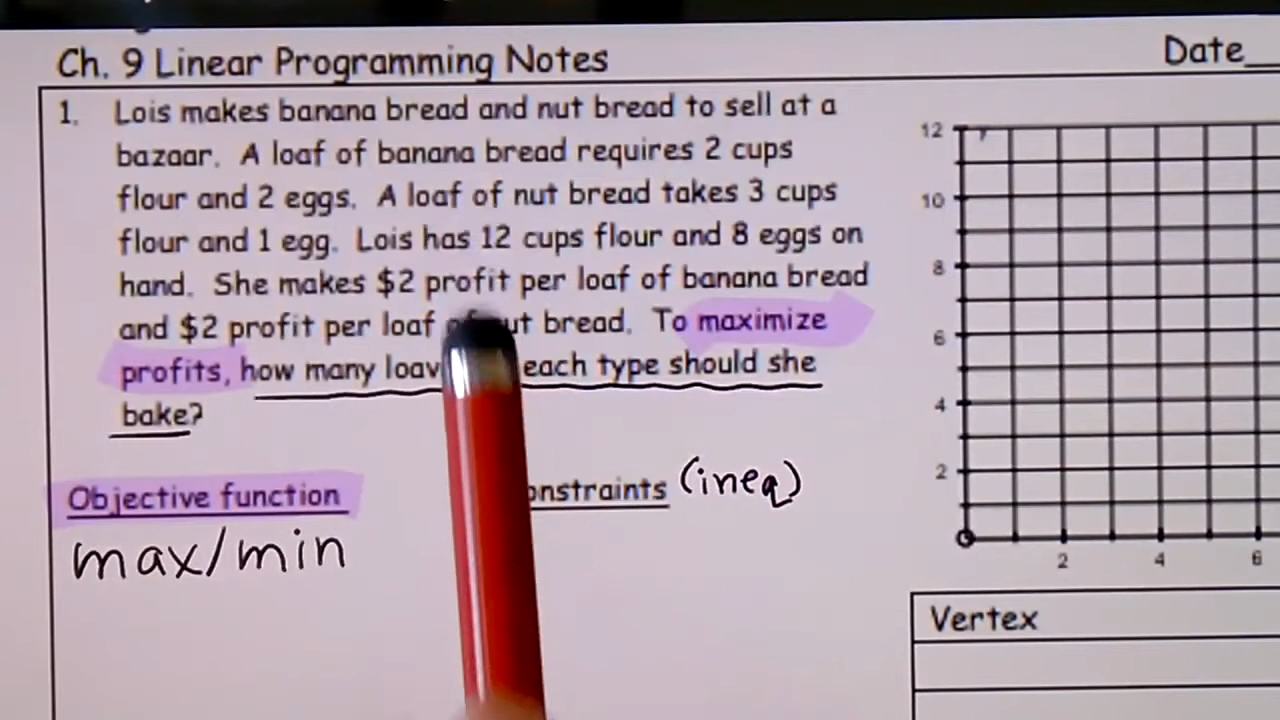 Ch. 9 Linear Programming Notes
Date
1. Lois makes banana bread and nut bread to sell at a
bazaar. A loaf of banana bread requires 2 cups
flour and 2 eggs. A loaf of nut bread takes 3 cups
flour and 1 egg. Lois has 12 cups flour and 8 eggs on
hand. She makes $2 profit per loaf of banana bread
and $2 profit per loaf bread. To maximize
profits, how many each type should she
bake?
Objective function
onstraints (ineq)
max/min
12
10
8
6
4
2
2 4 6
Vertex